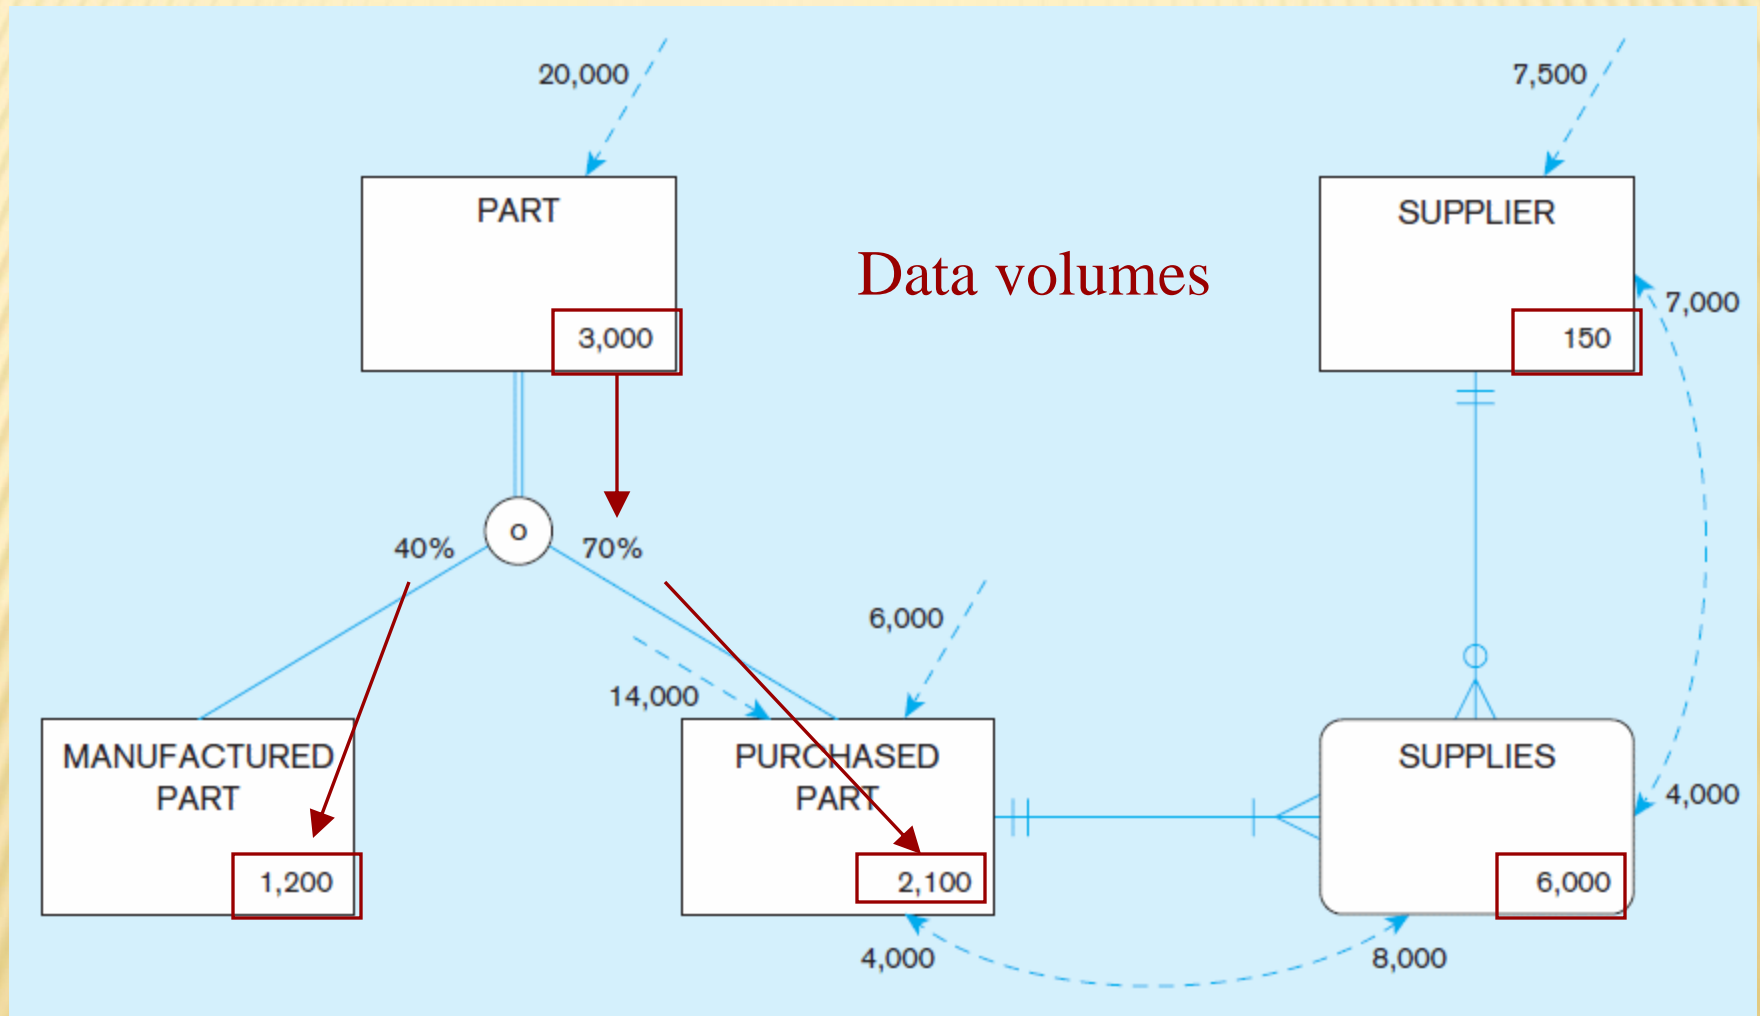 20,000
7,500
PART
SUPPLIER
Data volumes
7,000
3,000
150
40%
o
70%
6,000
14,000
MANUFACTURED
PART
PURCHASED
PART
SUPPLIES
4,000
1,200
2,100
6,000
4,000
8,000